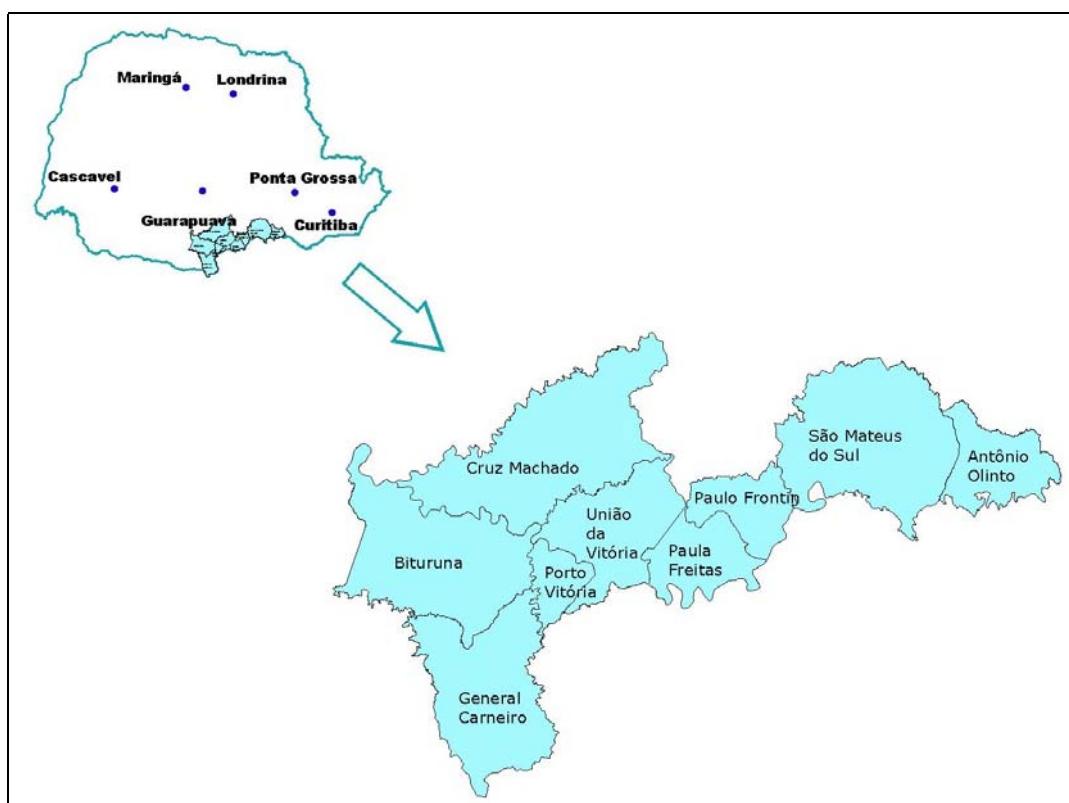 Maringá
Londrina
Cascavel
Ponta Grossa
Guarapuava
Curitiba
São Mateus
do Sul
Antônio
Olinto
Cruz Machado
Paulo Frontin
União
da
Vitória
Paula
Freitas
Bituruna
Porto
Vitória
General
Carneiro